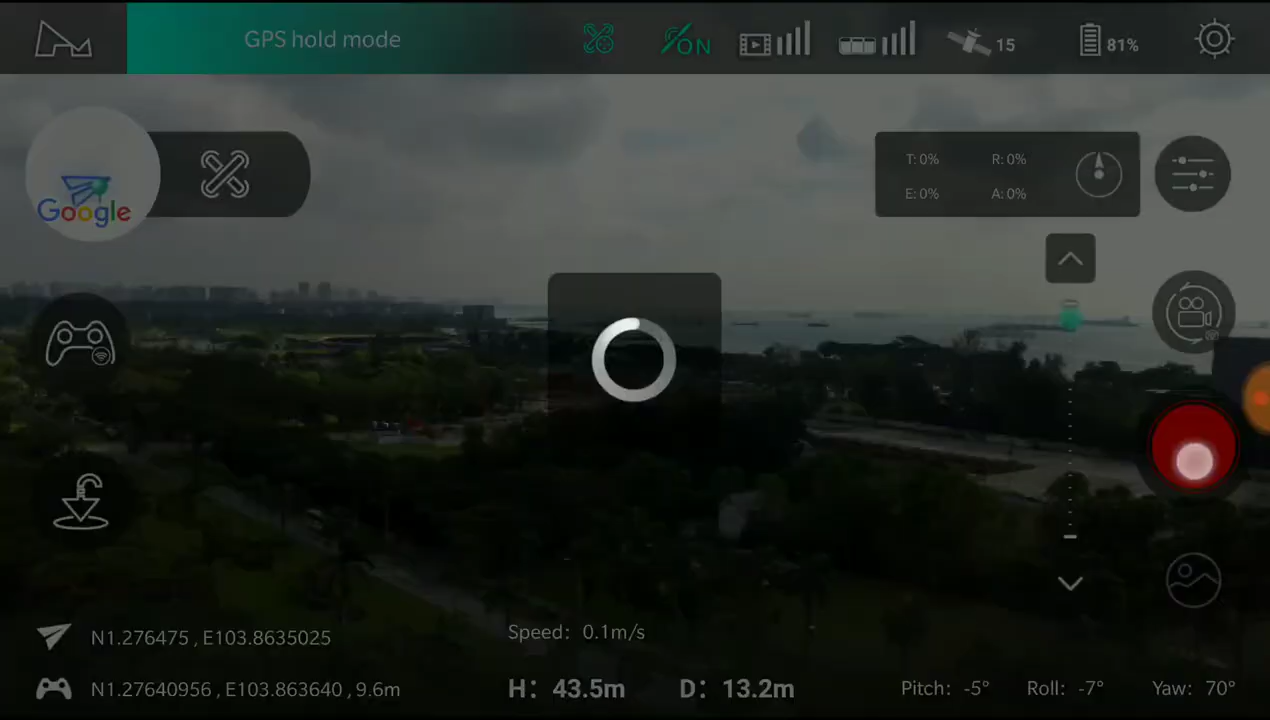 GPS hold mode
ON
15
81%
Google
T: 0% R: 0%
E: 0% A: 0%
N1.276475 , E103.8635025
Speed: 0.1m/s
N1.27640956 , E103.863640 , 9.6m
H: 43.5m D: 13.2m
Pitch: -5° Roll: -7° Yaw: 70°